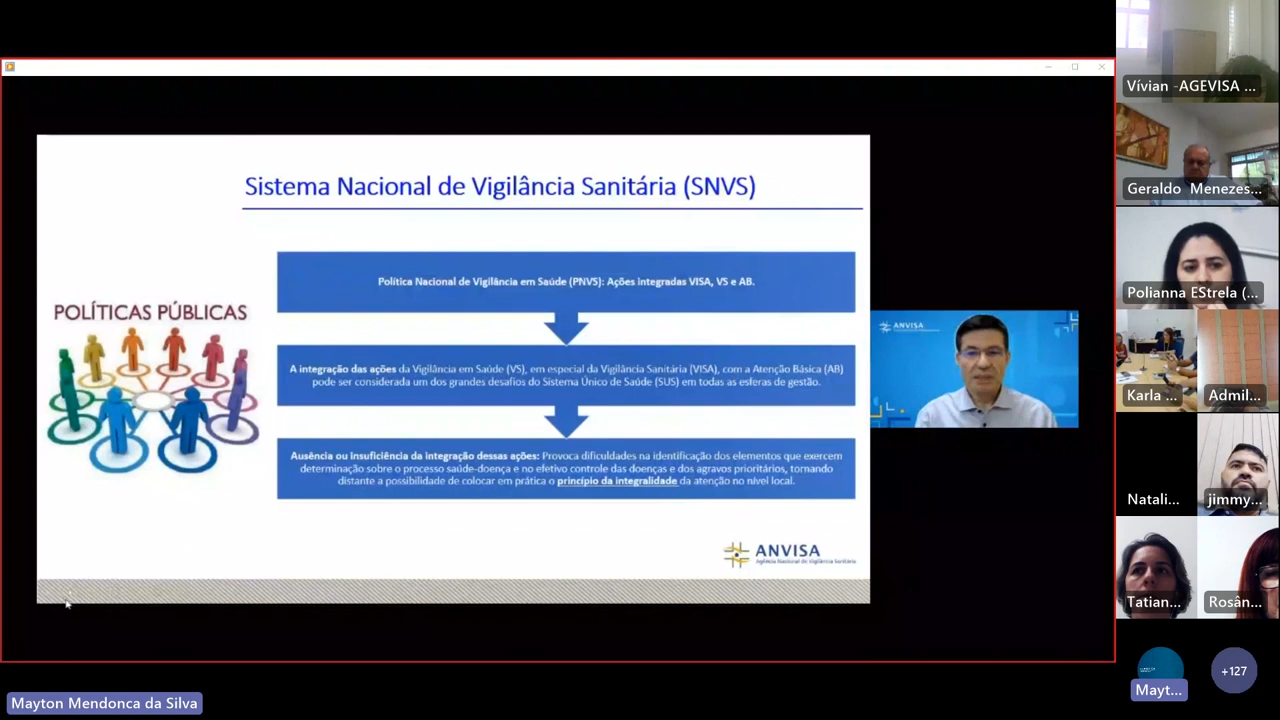 Sistema Nacional de Vigilância Sanitária (SNVS)
Política Nacional de Vigilância em Saúde (PNVS): Ações integradas VISA, VS e AB.
POLÍTICAS PÚBLICAS
A integração das ações da Vigilância em Saúde (VS), em especial da Vigilância Sanitária (VISA), com a Atenção Básica (AB)
pode ser considerada um dos grandes desafios do Sistema Único de Saúde (SUS) em todas as esferas de gestão.
Ausência ou insuficiência da integração dessas ações: Provoca dificuldades na identificação dos elementos que exercem
determinação sobre o processo saúde-doença e no efetivo controle das doenças e dos agravos prioritários, tornando
distante a possibilidade de colocar em prática o princípio da integralidade da atenção no nível local.
ANVISA
Agência Nacional de Vigilância Sanitária
ANVISA
Vívian -AGEVISA ...
Geraldo Menezes...
Polianna EStrela (...
Karla ...
Admil...
Natali...
jimmy...
Tatian...
Rosân...
Mayt...
+127
Mayton Mendonca da Silva